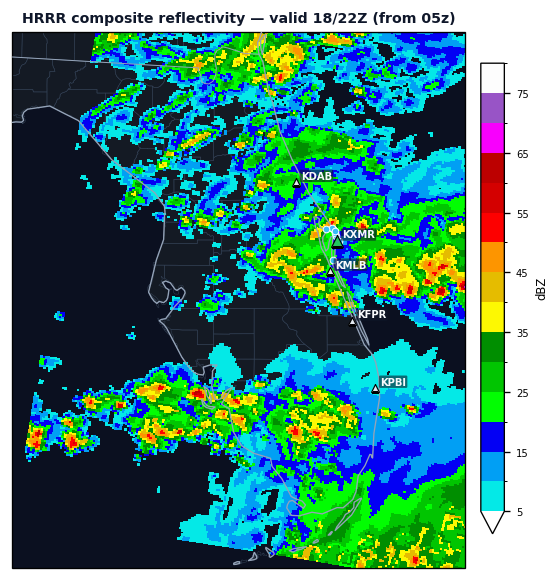 HRRR composite reflectivity — valid 18/22Z (from 05z)
KDAB
KXMR
KMLB
KFPR
KPBI
75
65
55
45
35
25
15
5
dBZ